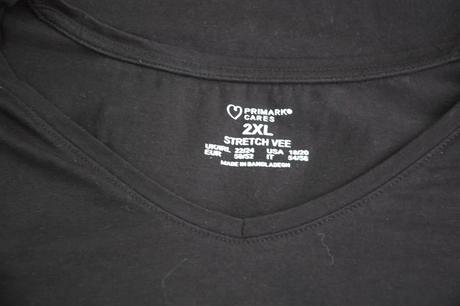 PRIMARK®
CARES
2XL
STRETCH VEE
UK/IRL 22/24 USA 18/20
EUR 50/52 IT 54/56
MADE IN BANGLADESH